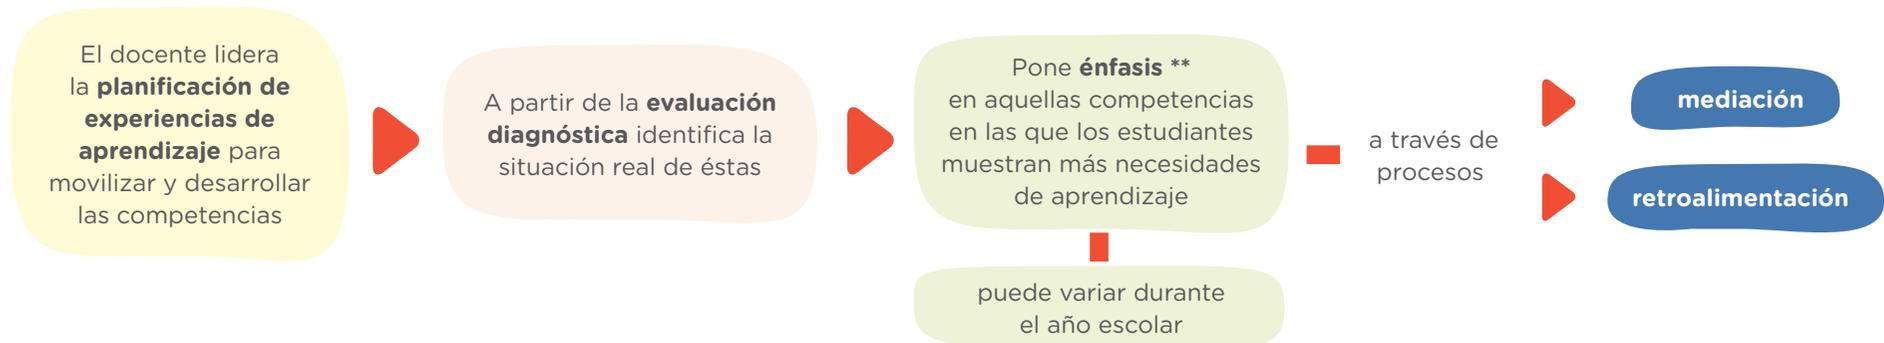 El docente lidera
la planificación de
experiencias de
aprendizaje para
movilizar y desarrollar
las competencias
A partir de la evaluación
diagnóstica identifica la
situación real de éstas
Pone énfasis **
en aquellas competencias
en las que los estudiantes
muestran más necesidades
de aprendizaje
puede variar durante
el año escolar
a través de
procesos
mediación
retroalimentación